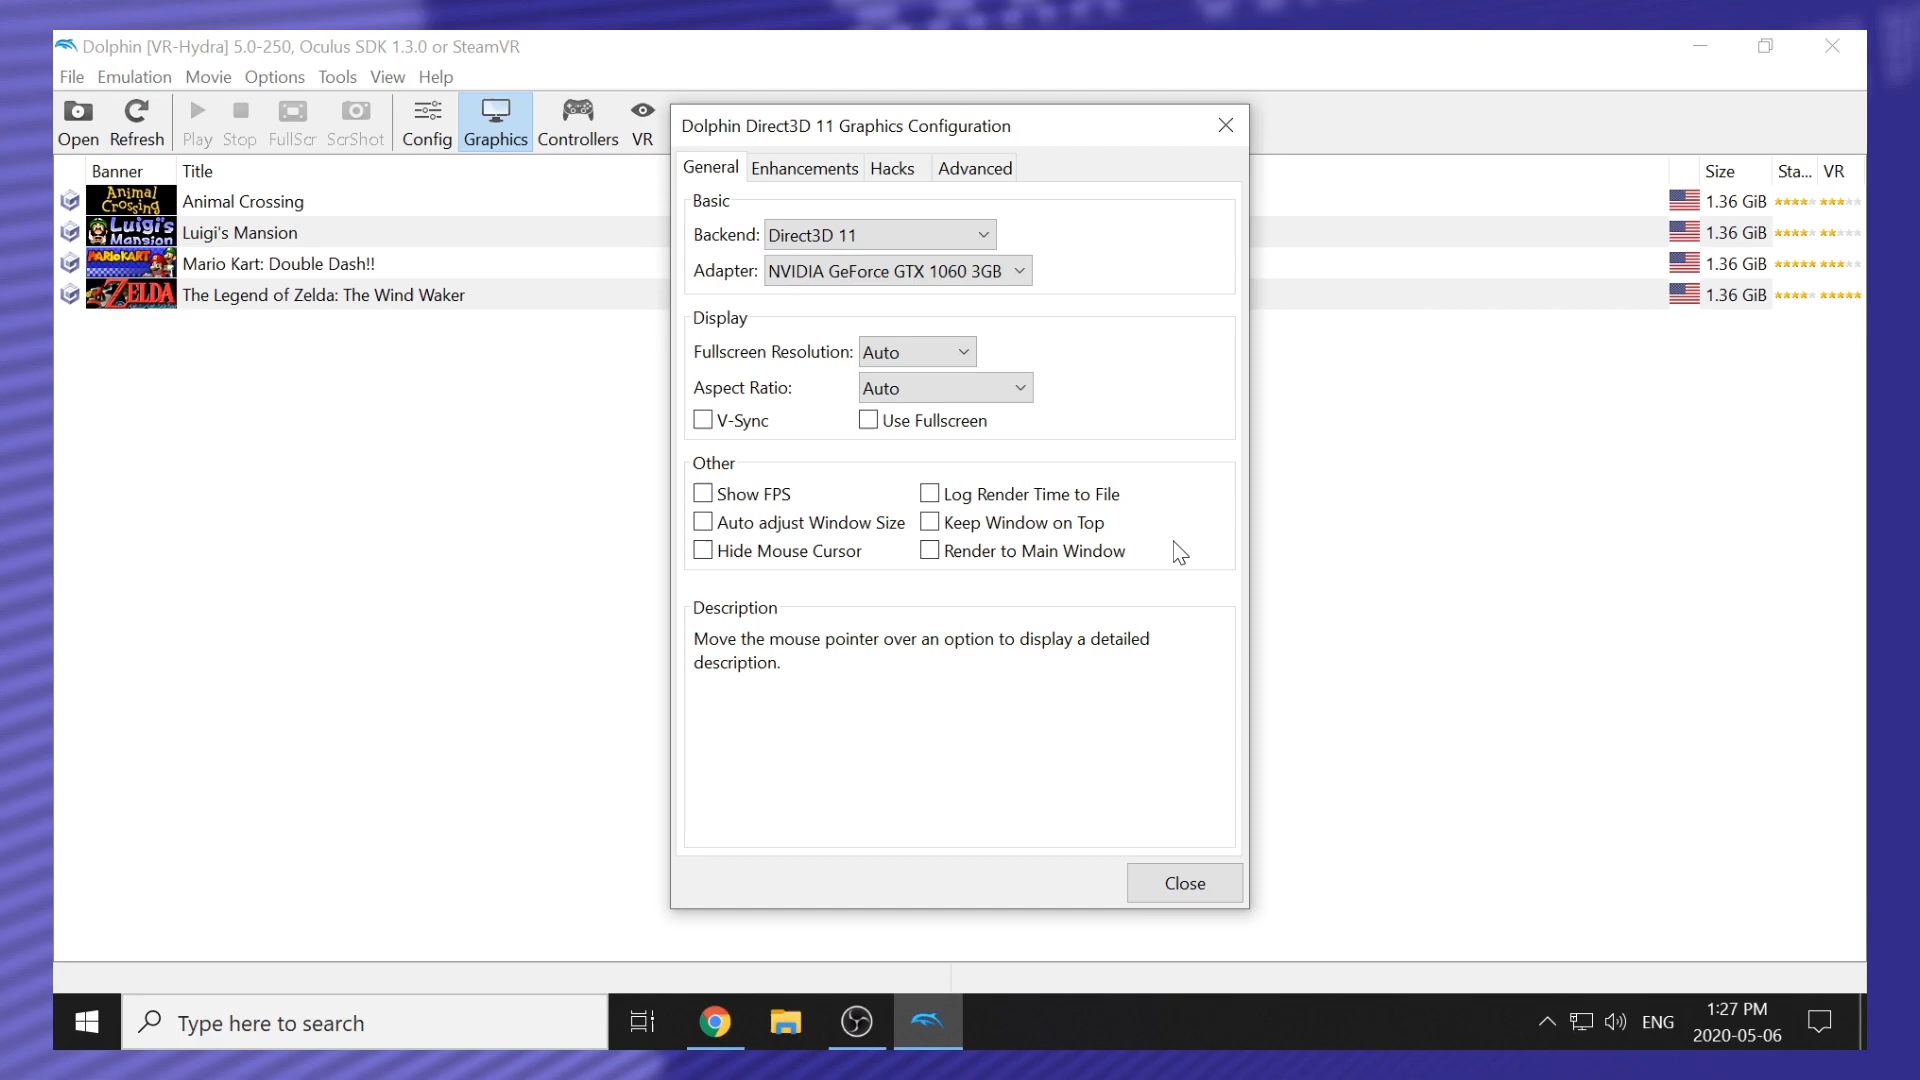 Dolphin [VR-Hydra] 5.0-250, Oculus SDK 1.3.0 or SteamVR
File Emulation Movie Options Tools View Help
Open Refresh Play Stop FullScr ScrShot Config Graphics Controllers VR
Banner Title Size Sta... VR
Animal Crossing Animal Crossing 1.36 GiB
Luigi's Mansion Luigi's Mansion 1.36 GiB
MARIOKART Mario Kart: Double Dash!! 1.36 GiB
ZELDA The Legend of Zelda: The Wind Waker 1.36 GiB
Dolphin Direct3D 11 Graphics Configuration
General Enhancements Hacks Advanced
Basic
Backend: Direct3D 11
Adapter: NVIDIA GeForce GTX 1060 3GB
Display
Fullscreen Resolution: Auto
Aspect Ratio: Auto
V-Sync Use Fullscreen
Other
Show FPS Log Render Time to File
Auto adjust Window Size Keep Window on Top
Hide Mouse Cursor Render to Main Window
Description
Move the mouse pointer over an option to display a detailed
description.
Close
Type here to search ENG 1:27 PM
2020-05-06